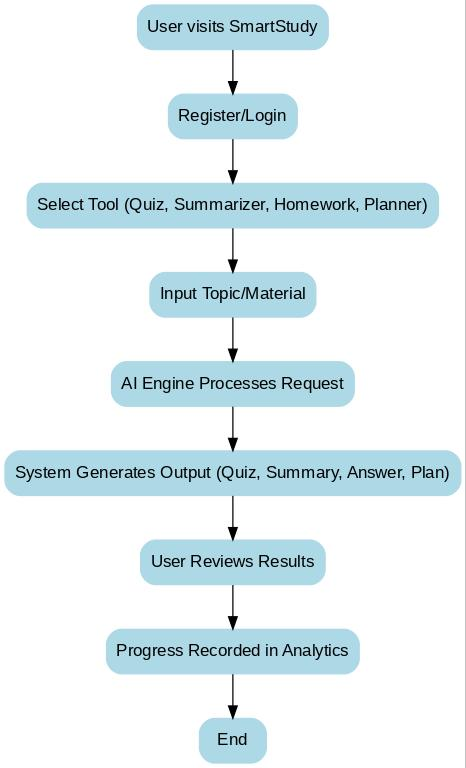 User visits SmartStudy
Register/Login
Select Tool (Quiz, Summarizer, Homework, Planner)
Input Topic/Material
AI Engine Processes Request
System Generates Output (Quiz, Summary, Answer, Plan)
User Reviews Results
Progress Recorded in Analytics
End